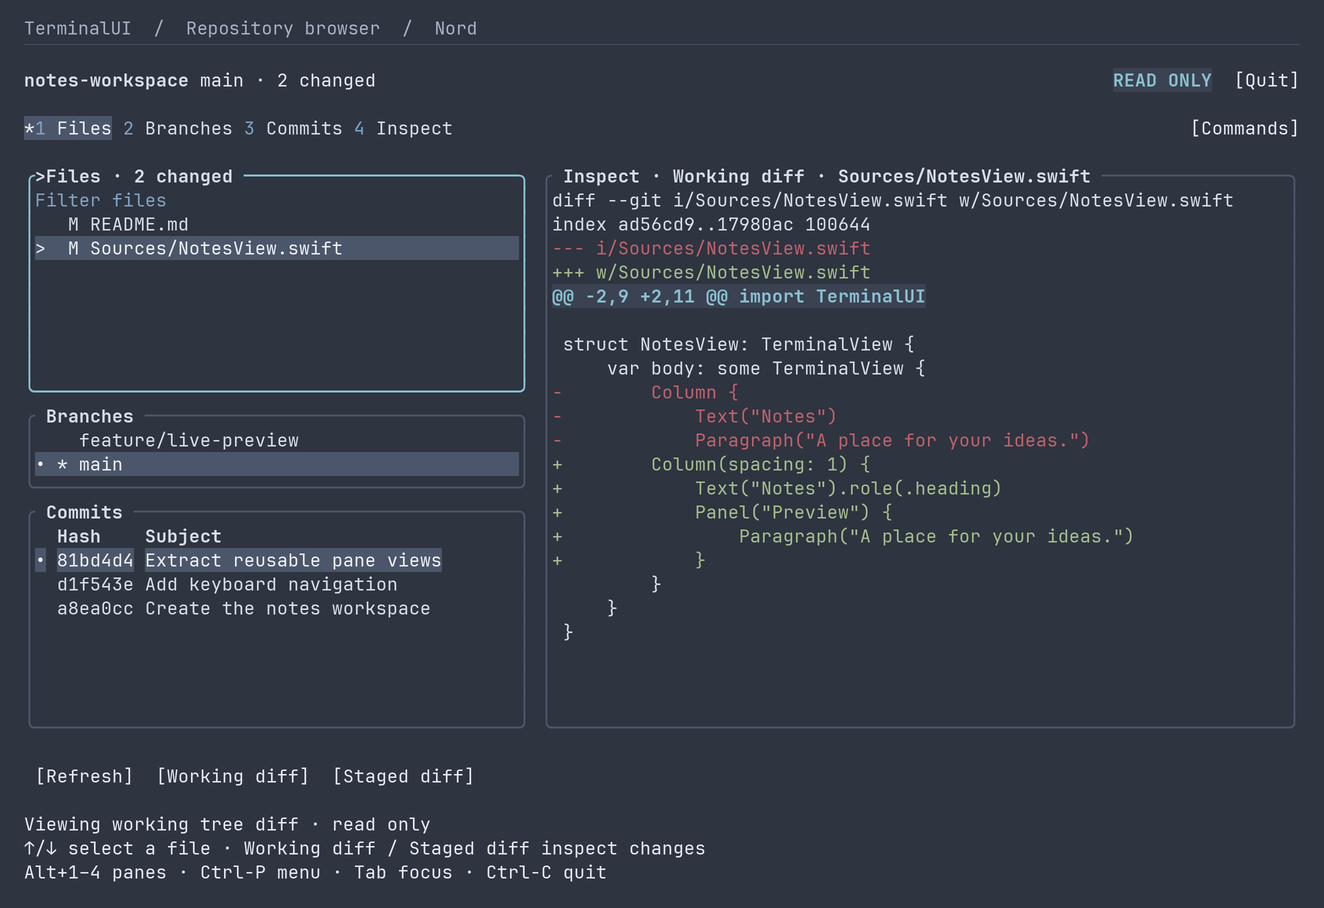 TerminalUI / Repository browser / Nord
notes-workspace main · 2 changed READ ONLY [Quit]
*1 Files 2 Branches 3 Commits 4 Inspect [Commands]
>Files · 2 changed
Filter files
M README.md
> M Sources/NotesView.swift
Branches
feature/live-preview
• * main
Commits
Hash Subject
• 81bd4d4 Extract reusable pane views
d1f543e Add keyboard navigation
a8ea0cc Create the notes workspace
Inspect · Working diff · Sources/NotesView.swift
diff --git i/Sources/NotesView.swift w/Sources/NotesView.swift
index ad56cd9..17980ac 100644
--- i/Sources/NotesView.swift
+++ w/Sources/NotesView.swift
@@ -2,9 +2,11 @@ import TerminalUI
 struct NotesView: TerminalView {
     var body: some TerminalView {
-        Column {
-            Text("Notes")
-            Paragraph("A place for your ideas.")
+        Column(spacing: 1) {
+            Text("Notes").role(.heading)
+            Panel("Preview") {
+                Paragraph("A place for your ideas.")
+            }
         }
     }
 }
[Refresh] [Working diff] [Staged diff]
Viewing working tree diff · read only
↑/↓ select a file · Working diff / Staged diff inspect changes
Alt+1–4 panes · Ctrl-P menu · Tab focus · Ctrl-C quit